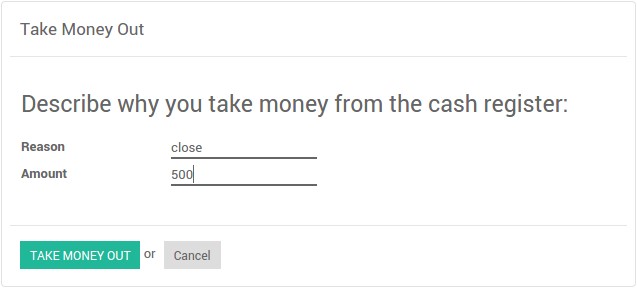 Take Money Out
Describe why you take money from the cash register:
Reason close
Amount 500
TAKE MONEY OUT or Cancel